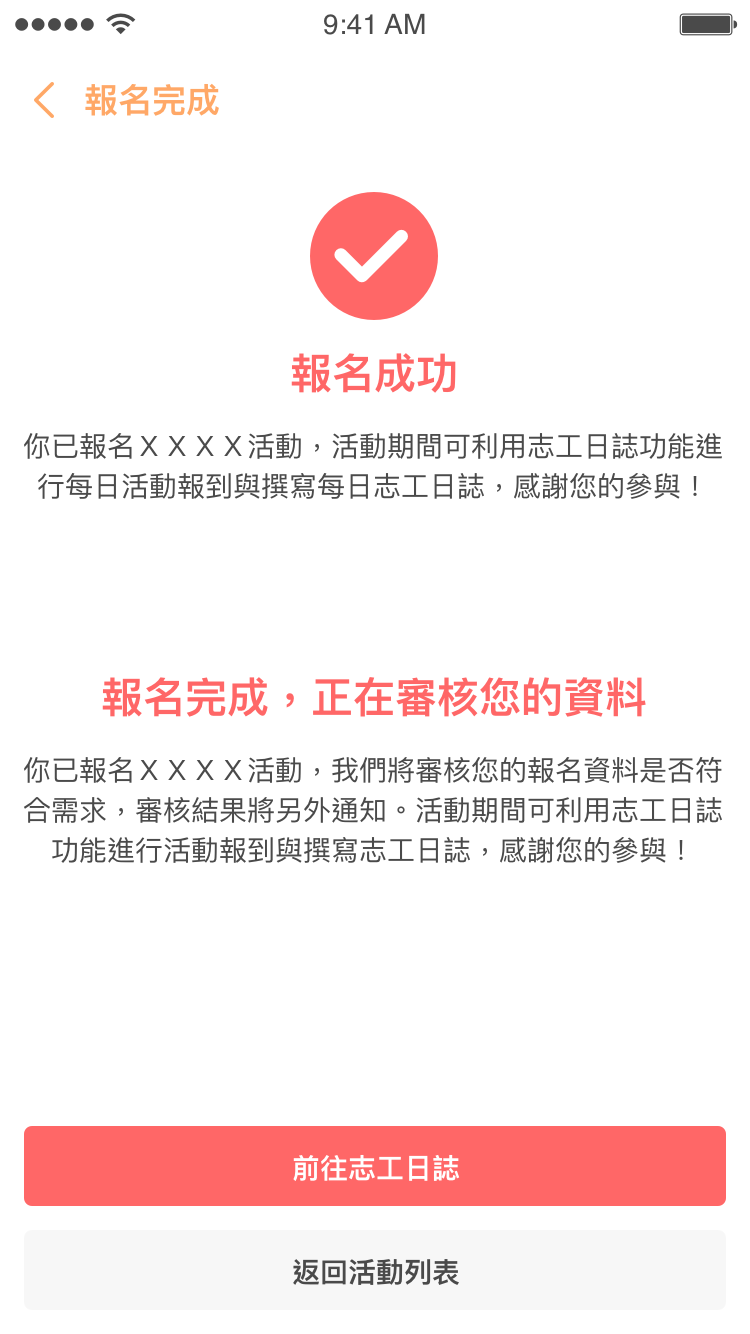 9:41 AM
報名完成
報名成功
你已報名ＸＸＸＸ活動，活動期間可利用志工日誌功能進
行每日活動報到與撰寫每日志工日誌，感謝您的參與！
報名完成，正在審核您的資料
你已報名ＸＸＸＸ活動，我們將審核您的報名資料是否符
合需求，審核結果將另外通知。活動期間可利用志工日誌
功能進行活動報到與撰寫志工日誌，感謝您的參與！
前往志工日誌
返回活動列表